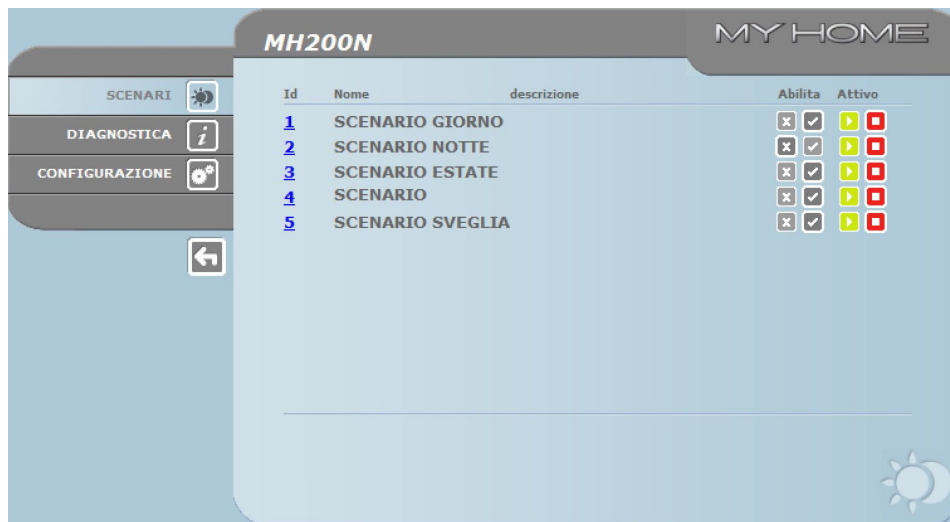 MH200N
MY HOME
SCENARI
DIAGNOSTICA
CONFIGURAZIONE
Id Nome descrizione Abilita Attivo
1 SCENARIO GIORNO
2 SCENARIO NOTTE
3 SCENARIO ESTATE
4 SCENARIO
5 SCENARIO SVEGLIA